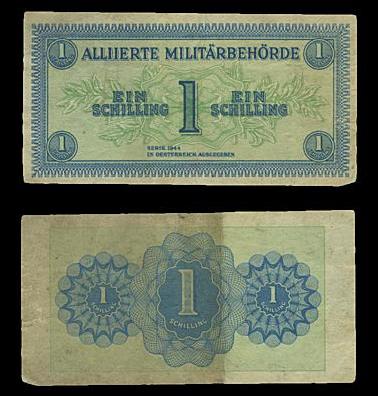 1 ALLIIERTE MILITÄRBEHÖRDE 1
EIN SCHILLING 1 EIN SCHILLING
SERIE 1944
IN ÖSTERREICH AUSGEGEBEN
1 1
1 SCHILLING 1 SCHILLING 1 SCHILLING